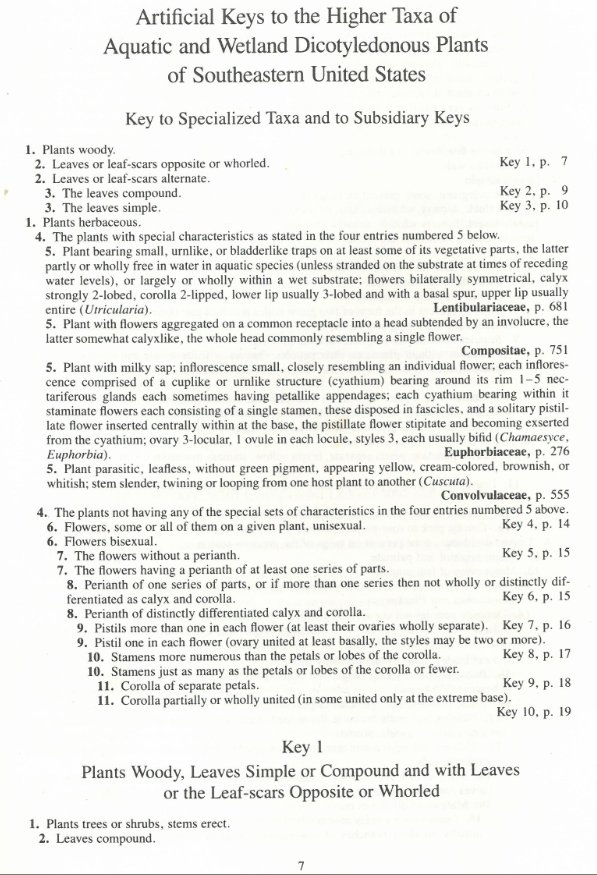 Artificial Keys to the Higher Taxa of
Aquatic and Wetland Dicotyledonous Plants
of Southeastern United States
Key to Specialized Taxa and to Subsidiary Keys
1. Plants woody.
2. Leaves or leaf-scars opposite or whorled. Key 1, p. 7
2. Leaves or leaf-scars alternate.
3. The leaves compound. Key 2, p. 9
3. The leaves simple. Key 3, p. 10
1. Plants herbaceous.
4. The plants with special characteristics as stated in the four entries numbered 5 below.
5. Plant bearing small, urnlike, or bladderlike traps on at least some of its vegetative parts, the latter
partly or wholly free in water in aquatic species (unless stranded on the substrate at times of receding
water levels), or largely or wholly within a wet substrate; flowers bilaterally symmetrical, calyx
strongly 2-lobed, corolla 2-lipped, lower lip usually 3-lobed and with a basal spur, upper lip usually
entire (Utricularia). Lentibulariaceae, p. 681
5. Plant with flowers aggregated on a common receptacle into a head subtended by an involucre, the
latter somewhat calyxlike, the whole head commonly resembling a single flower.
Compositae, p. 751
5. Plant with milky sap; inflorescence small, closely resembling an individual flower; each inflores-
cence comprised of a cuplike or urnlike structure (cyathium) bearing around its rim 1–5 nec-
tariferous glands each sometimes having petallike appendages; each cyathium bearing within it
staminate flowers each consisting of a single stamen, these disposed in fascicles, and a solitary pistil-
late flower inserted centrally within at the base, the pistillate flower stipitate and becoming exserted
from the cyathium; ovary 3-locular, 1 ovule in each locule, styles 3, each usually bifid (Chamaesyce,
Euphorbia). Euphorbiaceae, p. 276
5. Plant parasitic, leafless, without green pigment, appearing yellow, cream-colored, brownish, or
whitish; stem slender, twining or looping from one host plant to another (Cuscuta).
Convolvulaceae, p. 555
4. The plants not having any of the special sets of characteristics in the four entries numbered 5 above.
6. Flowers, some or all of them on a given plant, unisexual. Key 4, p. 14
6. Flowers bisexual.
7. The flowers without a perianth. Key 5, p. 15
7. The flowers having a perianth of at least one series of parts.
8. Perianth of one series of parts, or if more than one series then not wholly or distinctly dif-
ferentiated as calyx and corolla. Key 6, p. 15
8. Perianth of distinctly differentiated calyx and corolla.
9. Pistils more than one in each flower (at least their ovaries wholly separate). Key 7, p. 16
9. Pistil one in each flower (ovary united at least basally, the styles may be two or more).
10. Stamens more numerous than the petals or lobes of the corolla. Key 8, p. 17
10. Stamens just as many as the petals or lobes of the corolla or fewer.
11. Corolla of separate petals. Key 9, p. 18
11. Corolla partially or wholly united (in some united only at the extreme base).
Key 10, p. 19
Key 1
Plants Woody, Leaves Simple or Compound and with Leaves
or the Leaf-scars Opposite or Whorled
1. Plants trees or shrubs, stems erect.
2. Leaves compound.
7